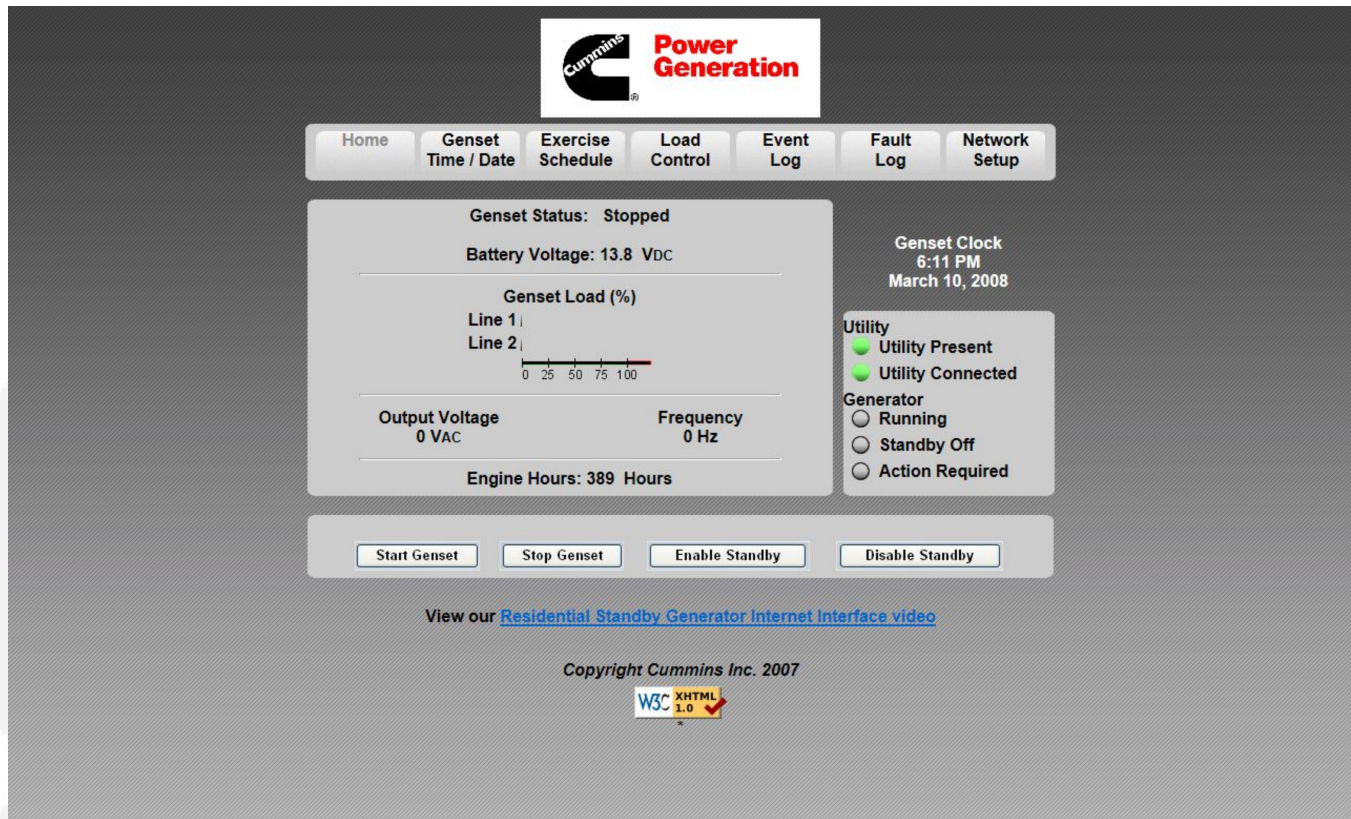 Cummins
®
Power
Generation
Home
Genset
Time / Date
Exercise
Schedule
Load
Control
Event
Log
Fault
Log
Network
Setup
Genset Status: Stopped
Battery Voltage: 13.8 VDC
Genset Load (%)
Line 1
Line 2
0 25 50 75 100
Output Voltage
0 VAC
Frequency
0 Hz
Engine Hours: 389 Hours
Genset Clock
6:11 PM
March 10, 2008
Utility
Utility Present
Utility Connected
Generator
Running
Standby Off
Action Required
Start Genset
Stop Genset
Enable Standby
Disable Standby
View our Residential Standby Generator Internet Interface video
Copyright Cummins Inc. 2007
W3C XHTML
1.0
*